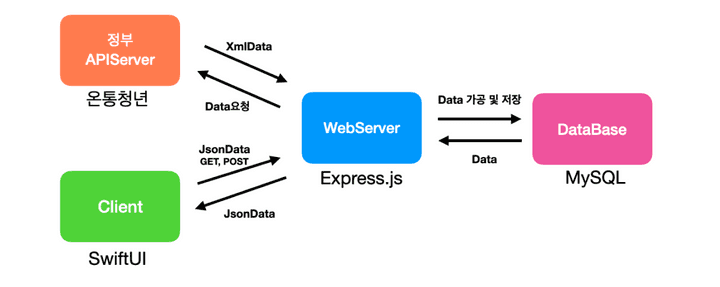 정부
APIServer
온통청년
XmlData
Data요청
WebServer
Express.js
Data 가공 및 저장
Data
DataBase
MySQL
JsonData
GET, POST
JsonData
Client
SwiftUI